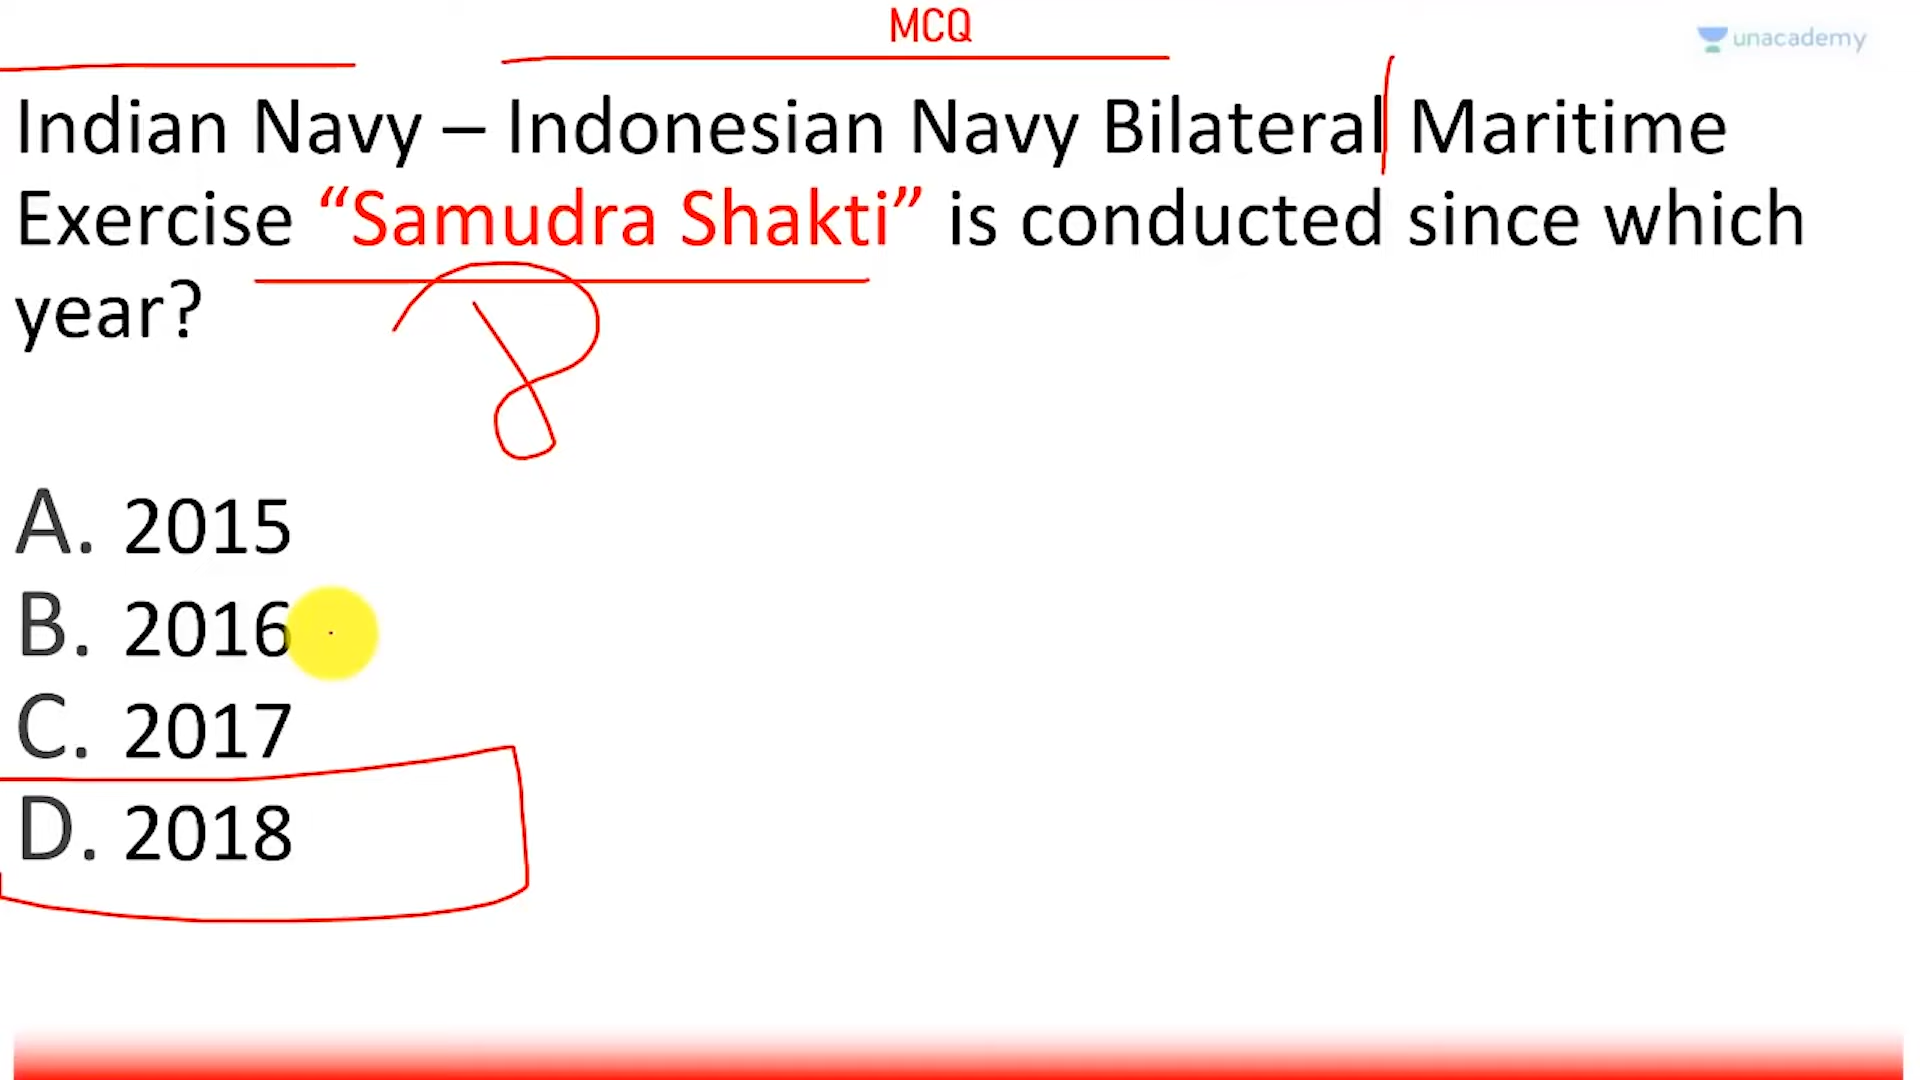 MCQ
unacademy
Indian Navy – Indonesian Navy Bilateral Maritime
Exercise “Samudra Shakti” is conducted since which
year?
A. 2015
B. 2016
C. 2017
D. 2018